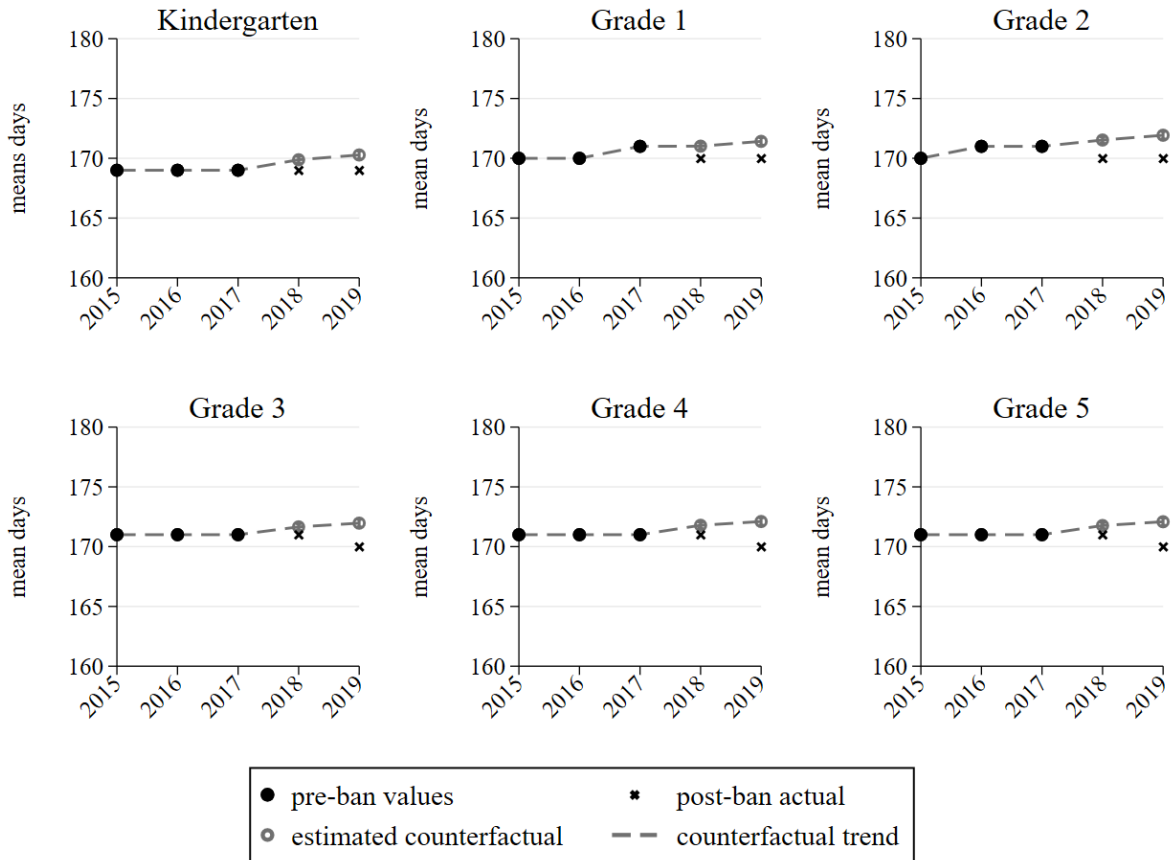 Kindergarten
means days
180
175
170
165
160
2015 2016 2017 2018 2019
Grade 1
mean days
180
175
170
165
160
2015 2016 2017 2018 2019
Grade 2
mean days
180
175
170
165
160
2015 2016 2017 2018 2019
Grade 3
mean days
180
175
170
165
160
2015 2016 2017 2018 2019
Grade 4
mean days
180
175
170
165
160
2015 2016 2017 2018 2019
Grade 5
mean days
180
175
170
165
160
2015 2016 2017 2018 2019
pre-ban values
post-ban actual
estimated counterfactual
counterfactual trend